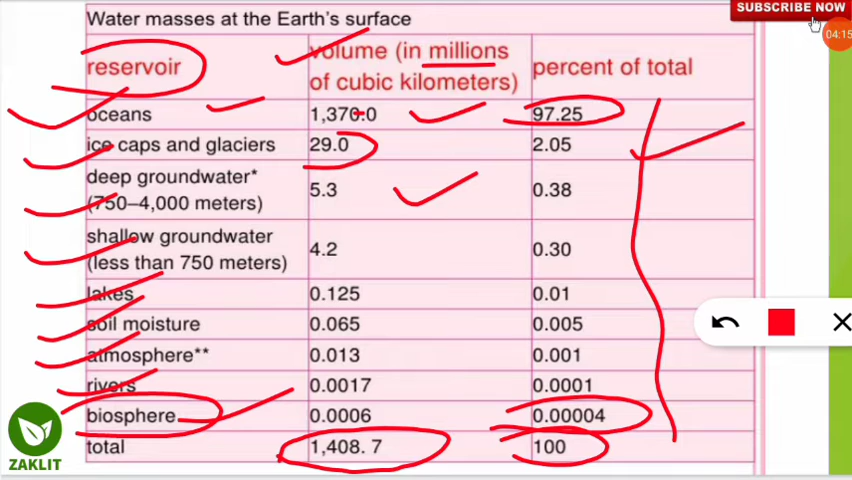 Water masses at the Earth's surface
SUBSCRIBE NOW
04:15
reservoir volume (in millions of cubic kilometers) percent of total
oceans 1,370.0 97.25
ice caps and glaciers 29.0 2.05
deep groundwater* (750–4,000 meters) 5.3 0.38
shallow groundwater (less than 750 meters) 4.2 0.30
lakes 0.125 0.01
soil moisture 0.065 0.005
atmosphere** 0.013 0.001
rivers 0.0017 0.0001
biosphere 0.0006 0.00004
total 1,408. 7 100
ZAKLIT